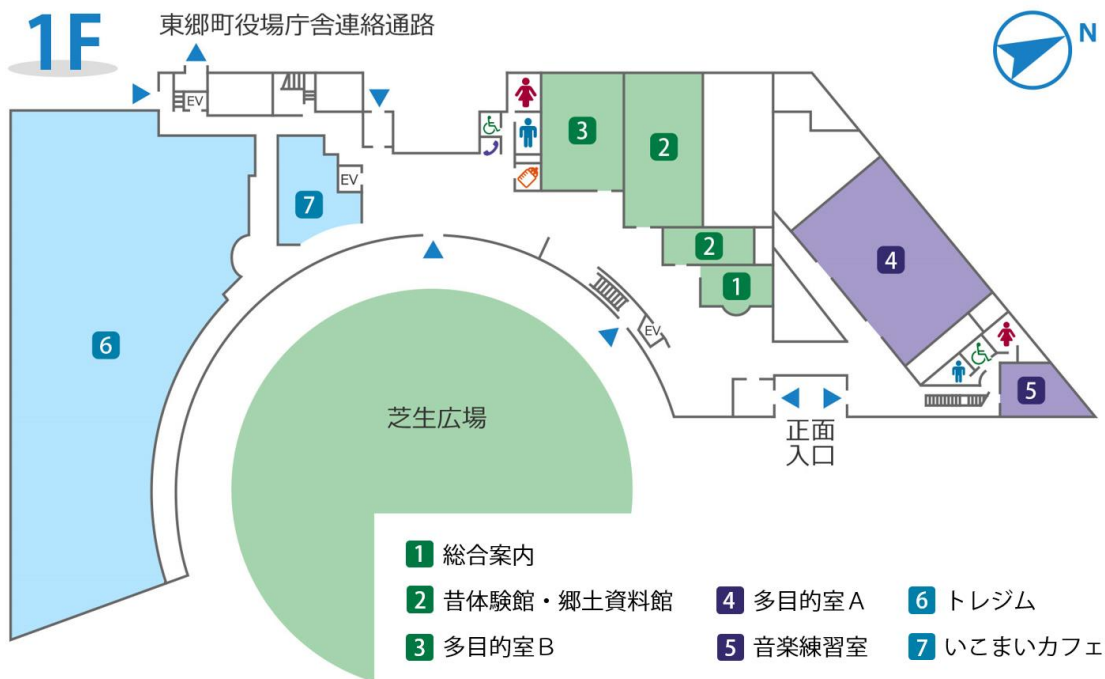 1F
東郷町役場庁舎連絡通路
N
EV
EV
3
2
7
2
4
1
6
EV
5
芝生広場
正面
入口
1 総合案内
2 昔体験館・郷土資料館
3 多目的室B
4 多目的室A
5 音楽練習室
6 トレジム
7 いこまいカフェ